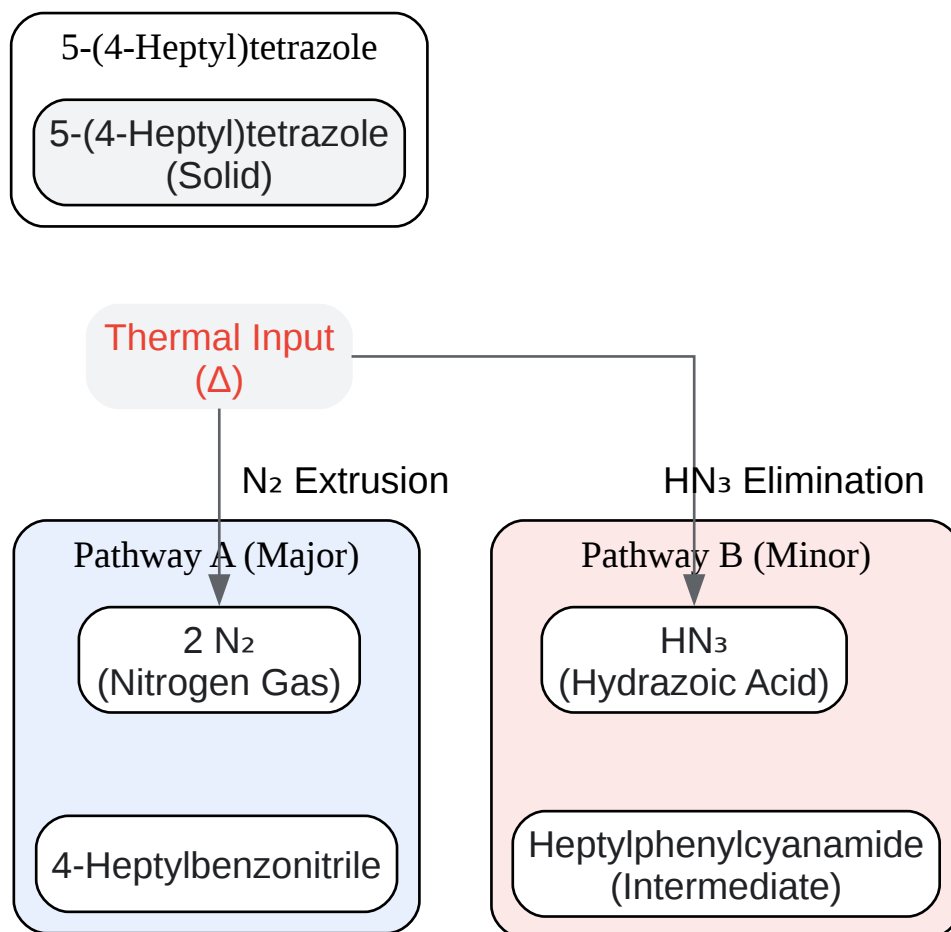 5-(4-Heptyl)tetrazole
5-(4-Heptyl)tetrazole
(Solid)
Thermal Input
(Δ)
N₂ Extrusion
HN₃ Elimination
Pathway A (Major)
2 N₂
(Nitrogen Gas)
4-Heptylbenzonitrile
Pathway B (Minor)
HN₃
(Hydrazoic Acid)
Heptylphenylcyanamide
(Intermediate)